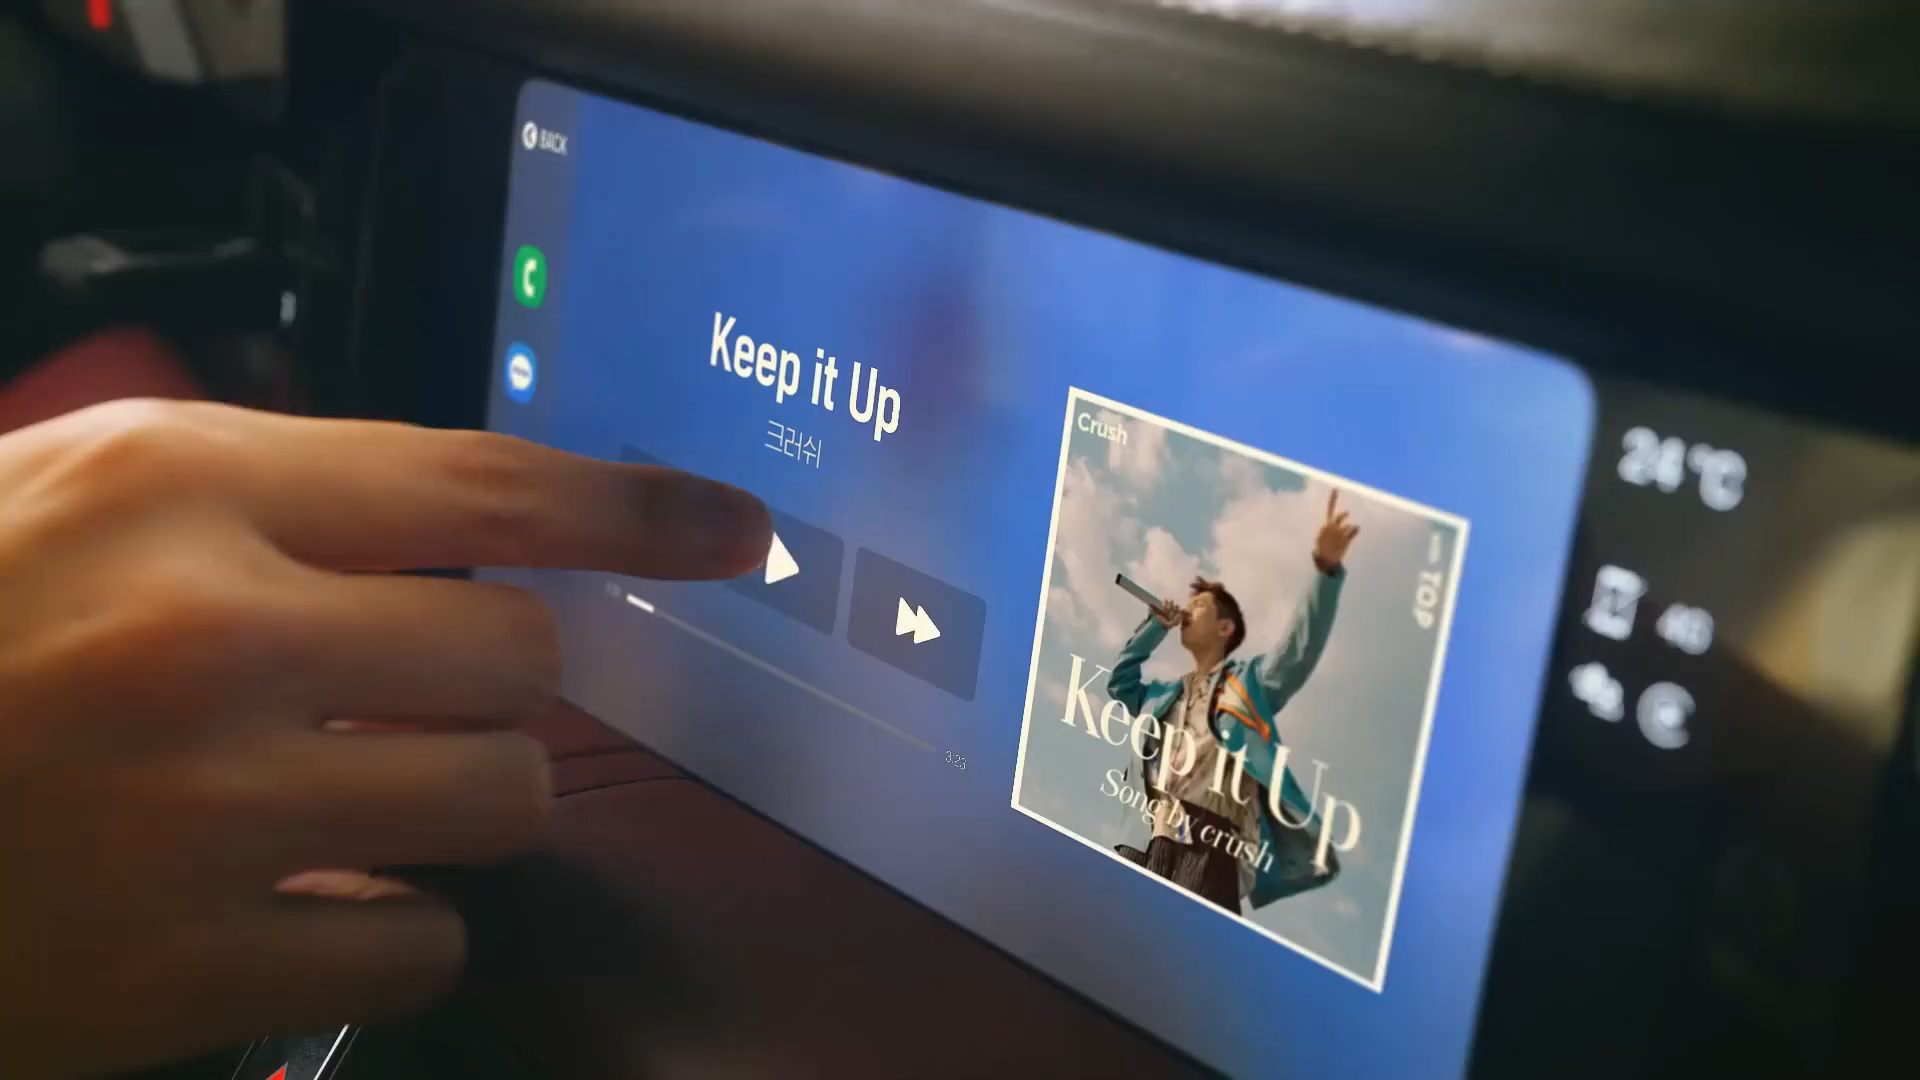 BACK
Keep it Up
크러쉬
3:23
Crush
Keep it Up
Song by crush
24°C